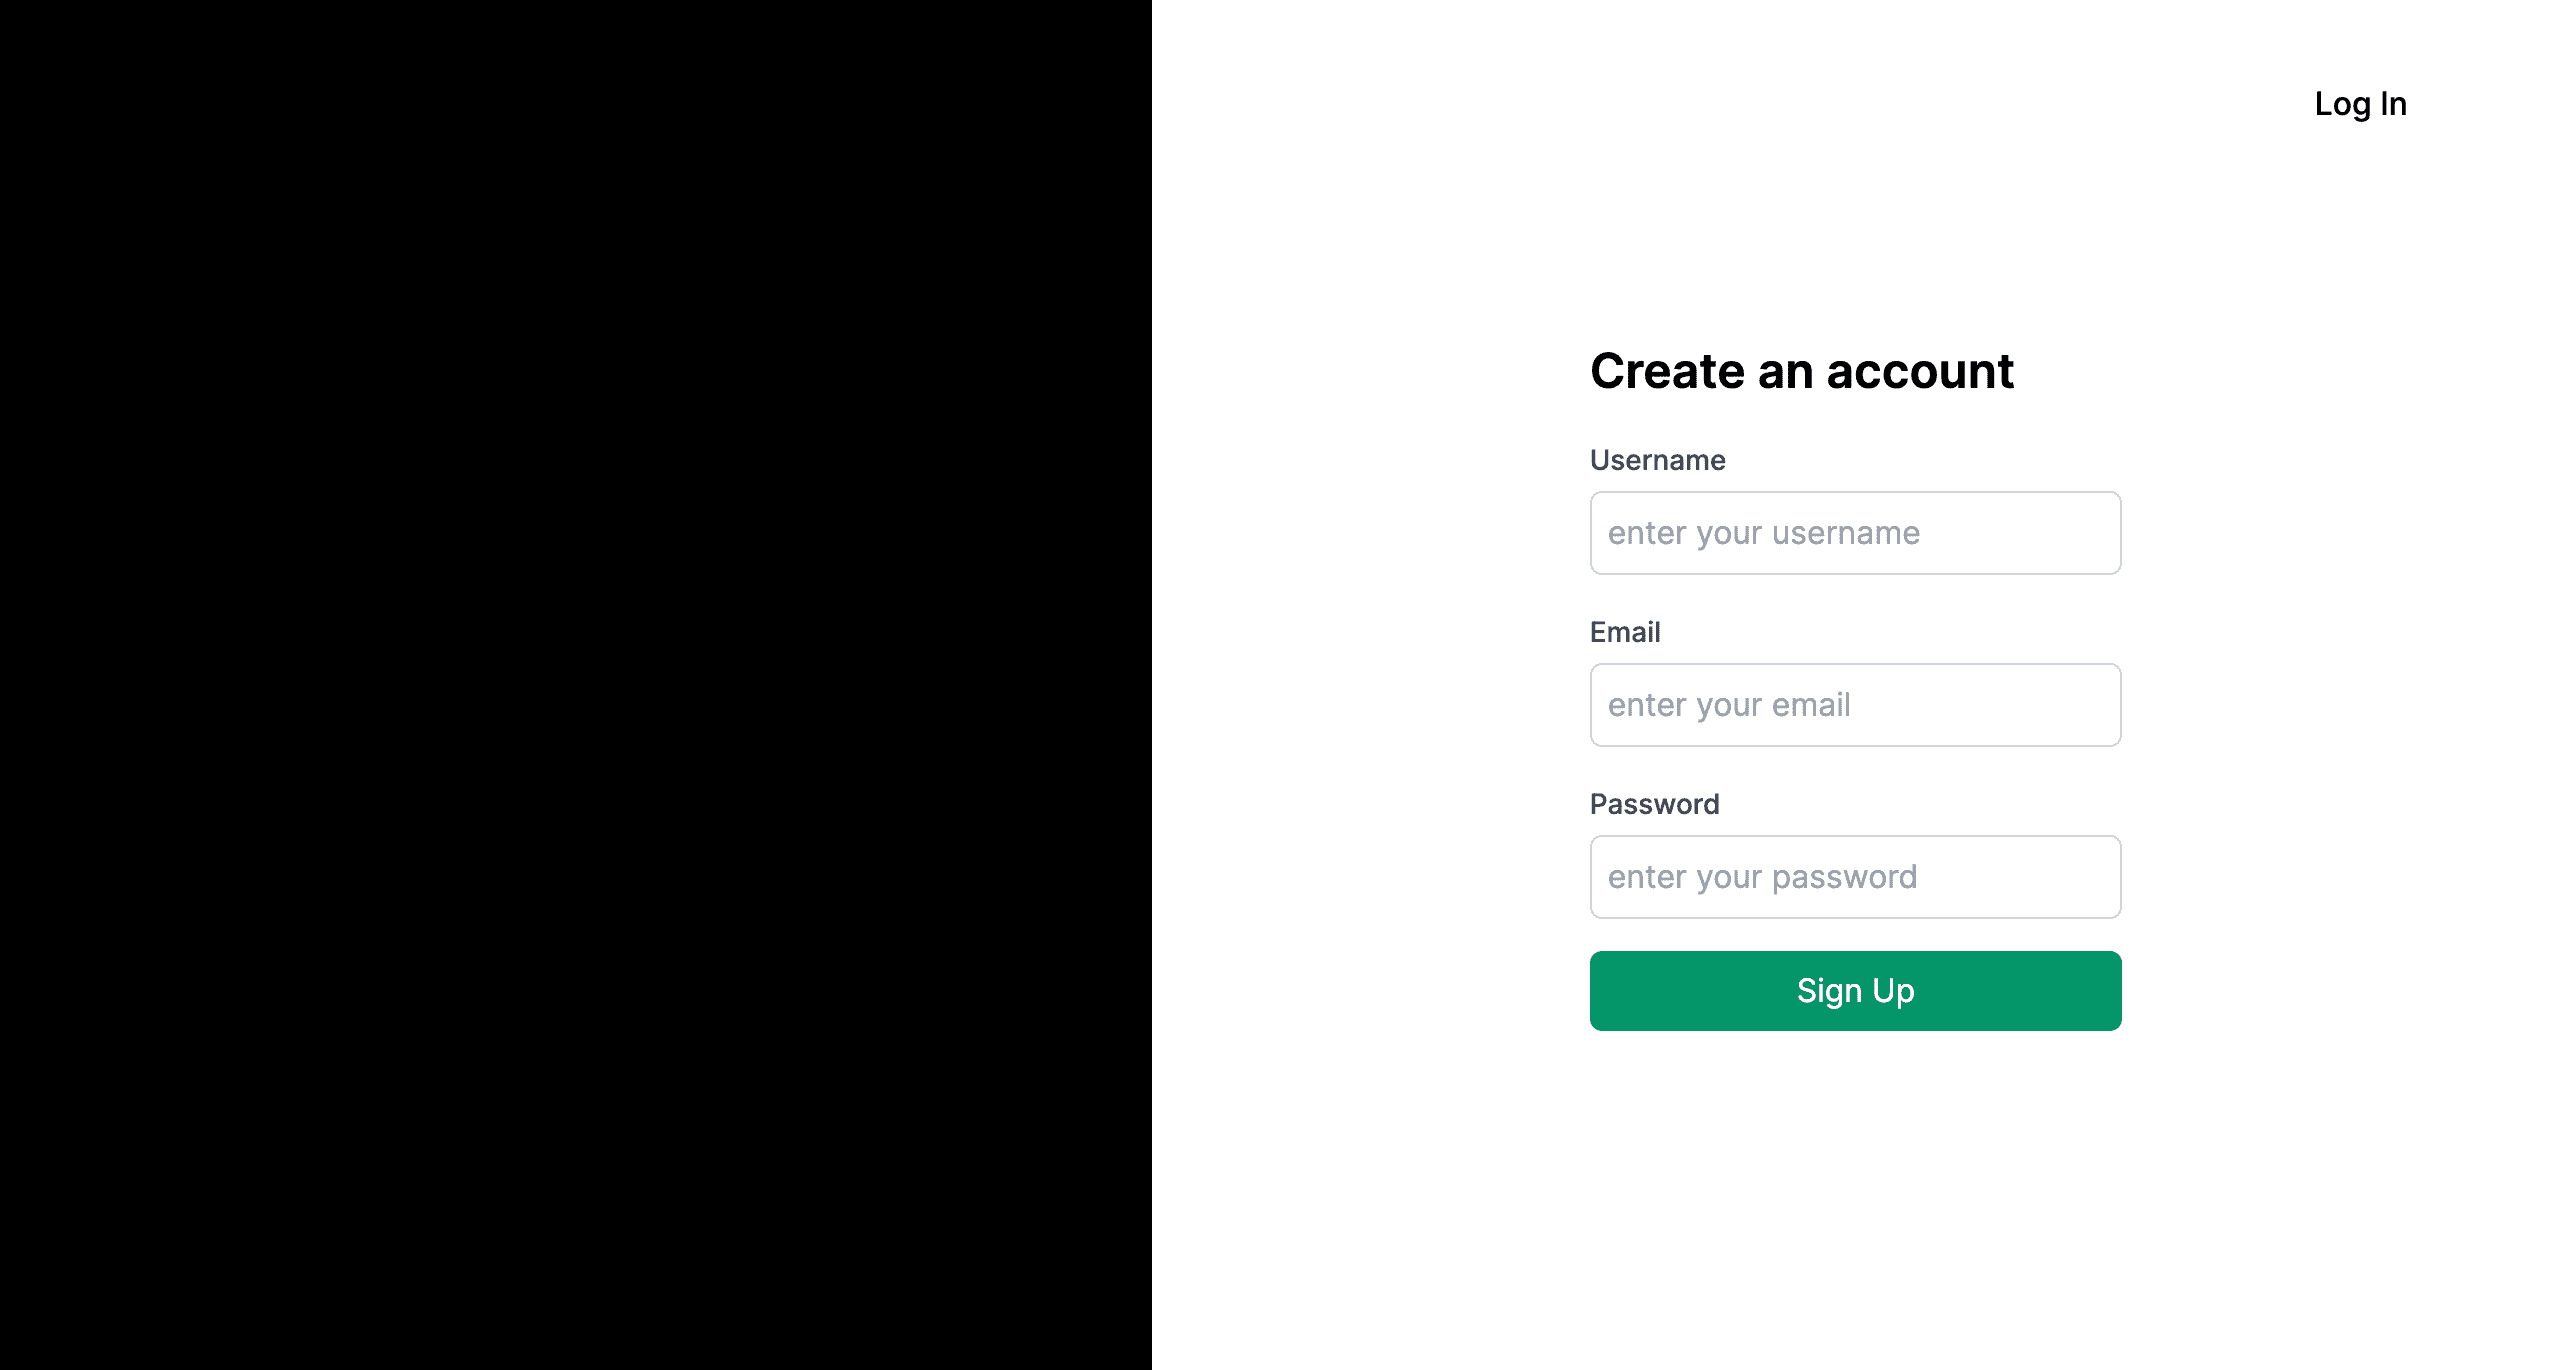 Log In
Create an account
Username
enter your username
Email
enter your email
Password
enter your password
Sign Up